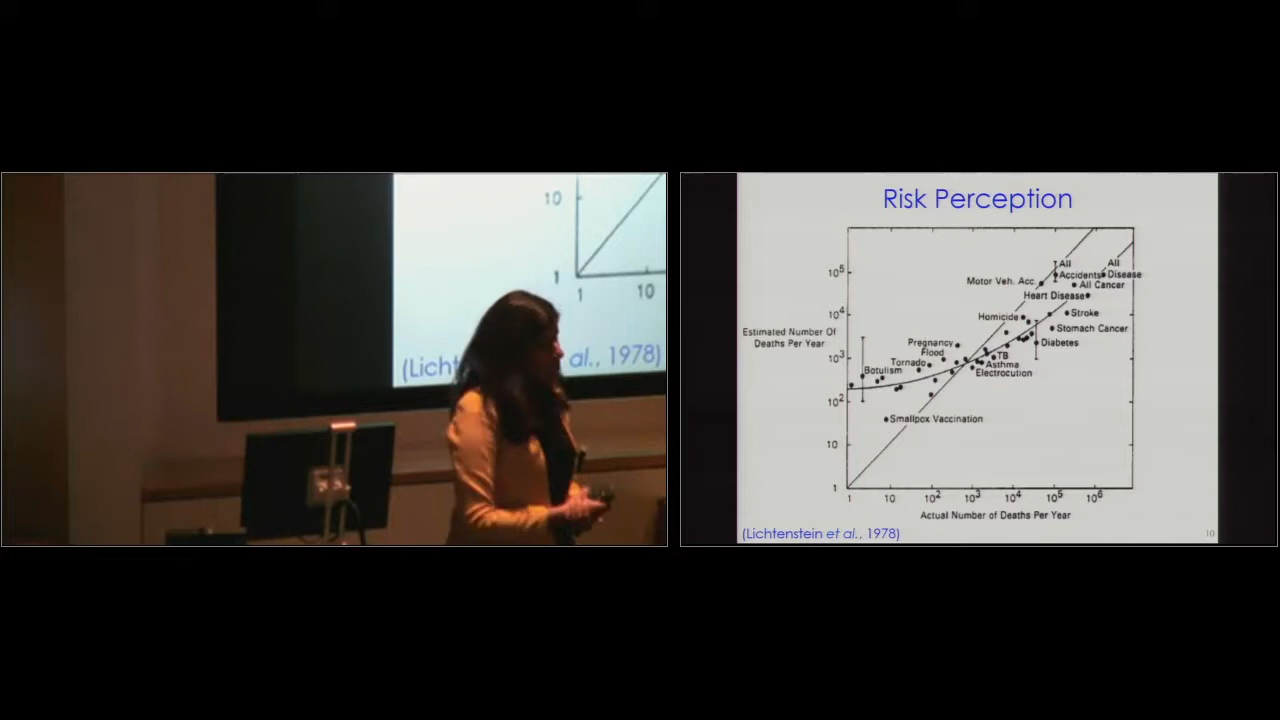 10
1
1
10
(Licht
al., 1978)
Risk Perception
10⁵
10⁴
10³
10²
10
1
Estimated Number Of
Deaths Per Year
All
Accidents
All
Disease
Motor Veh. Acc.
All Cancer
Heart Disease
Homicide
Stroke
Stomach Cancer
Diabetes
Pregnancy
Flood
TB
Tornado
Asthma
Botulism
Electrocution
Smallpox Vaccination
1
10
10²
10³
10⁴
10⁵
10⁶
Actual Number of Deaths Per Year
(Lichtenstein et al., 1978)
10